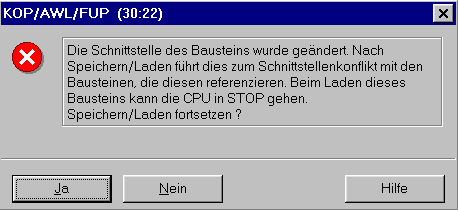 KOP/AWL/FUP (30:22)
Die Schnittstelle des Bausteins wurde geändert. Nach
Speichern/Laden führt dies zum Schnittstellenkonflikt mit den
Bausteinen, die diesen referenzieren. Beim Laden dieses
Bausteins kann die CPU in STOP gehen.
Speichern/Laden fortsetzen ?
Ja Nein Hilfe